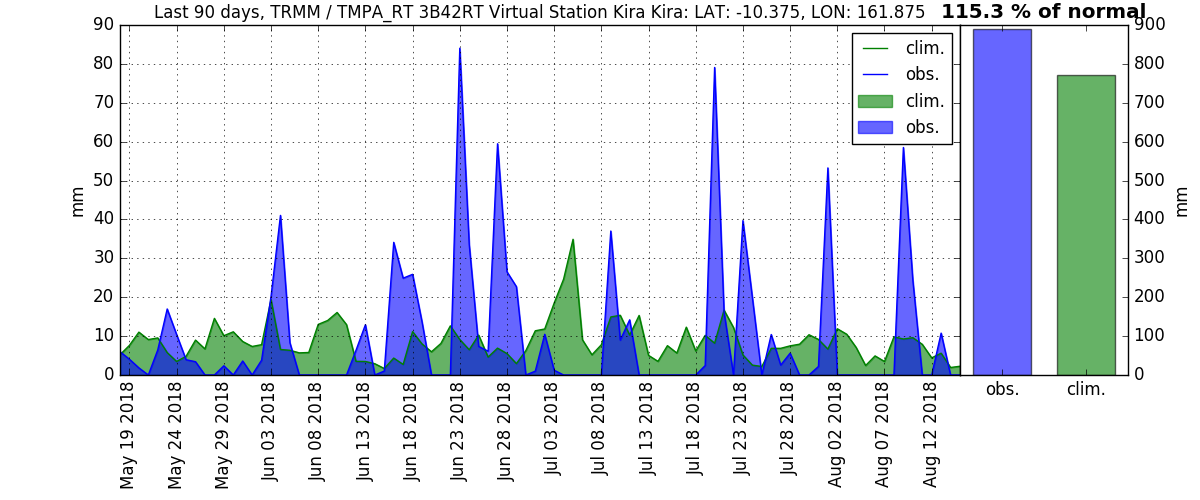 Last 90 days, TRMM / TMPA_RT 3B42RT Virtual Station Kira Kira: LAT: -10.375, LON: 161.875 115.3 % of normal
90
80
70
60
50
40
30
20
10
0
mm
clim.
obs.
clim.
obs.
May 19 2018
May 24 2018
May 29 2018
Jun 03 2018
Jun 08 2018
Jun 13 2018
Jun 18 2018
Jun 23 2018
Jun 28 2018
Jul 03 2018
Jul 08 2018
Jul 13 2018
Jul 18 2018
Jul 23 2018
Jul 28 2018
Aug 02 2018
Aug 07 2018
Aug 12 2018
900
800
700
600
500
400
300
200
100
0
mm
obs. clim.